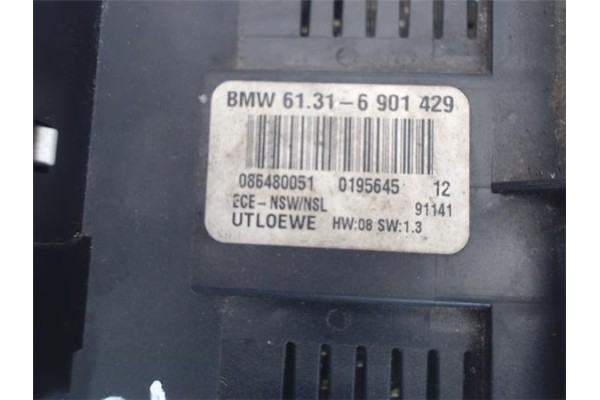 BMW 61.31-6 901 429
086480051 0195645 12
ECE-NSW/NSL 91141
UTLOEWE HW:08 SW:1.3